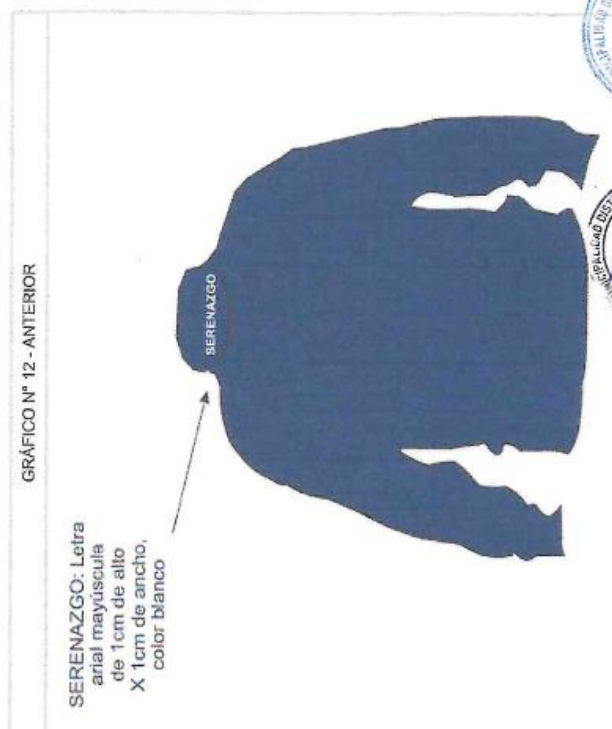 GRÁFICO N° 12 - ANTERIOR
SERENAZGO: Letra
arial mayúscula
de 1cm de alto
X 1cm de ancho,
color blanco
SERENAZGO